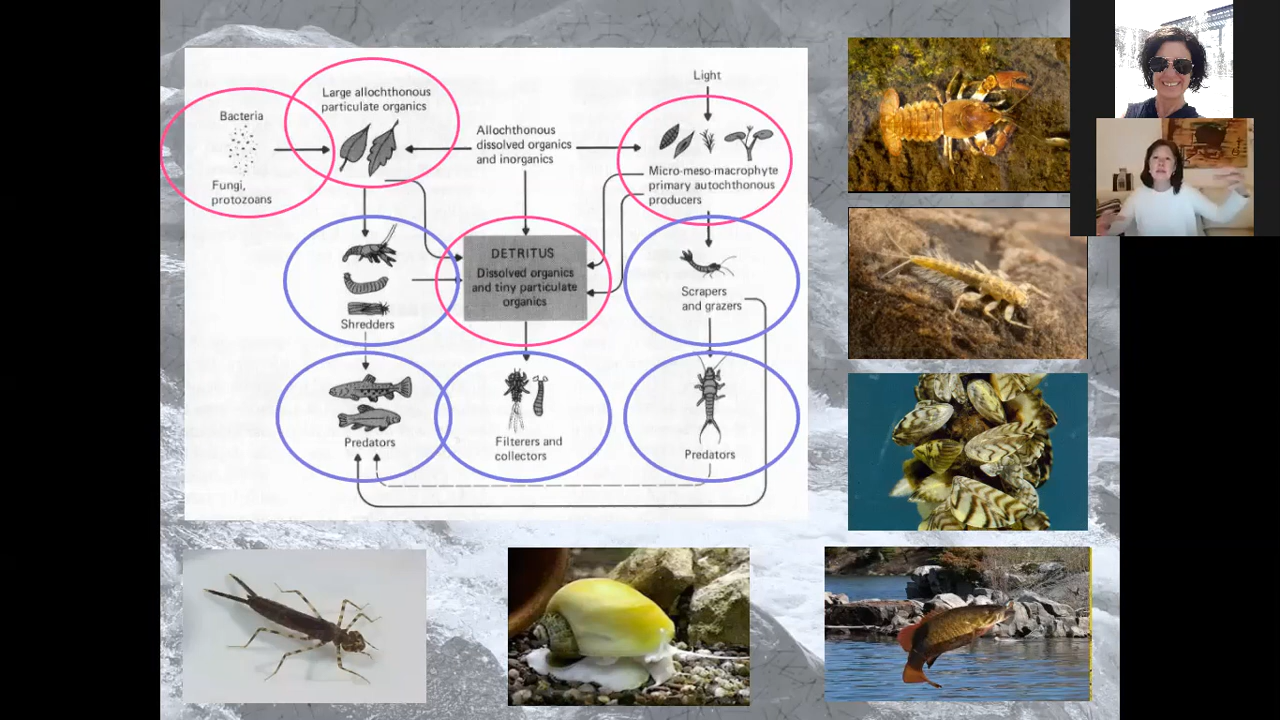 Light
Large allochthonous
particulate organics
Bacteria
Allochthonous
dissolved organics
and inorganics
Micro-meso-macrophyte
primary autochthonous
producers
Fungi,
protozoans
DETRITUS
Dissolved organics
and tiny particulate
organics
Scrapers
and grazers
Shredders
Predators
Filterers and
collectors
Predators